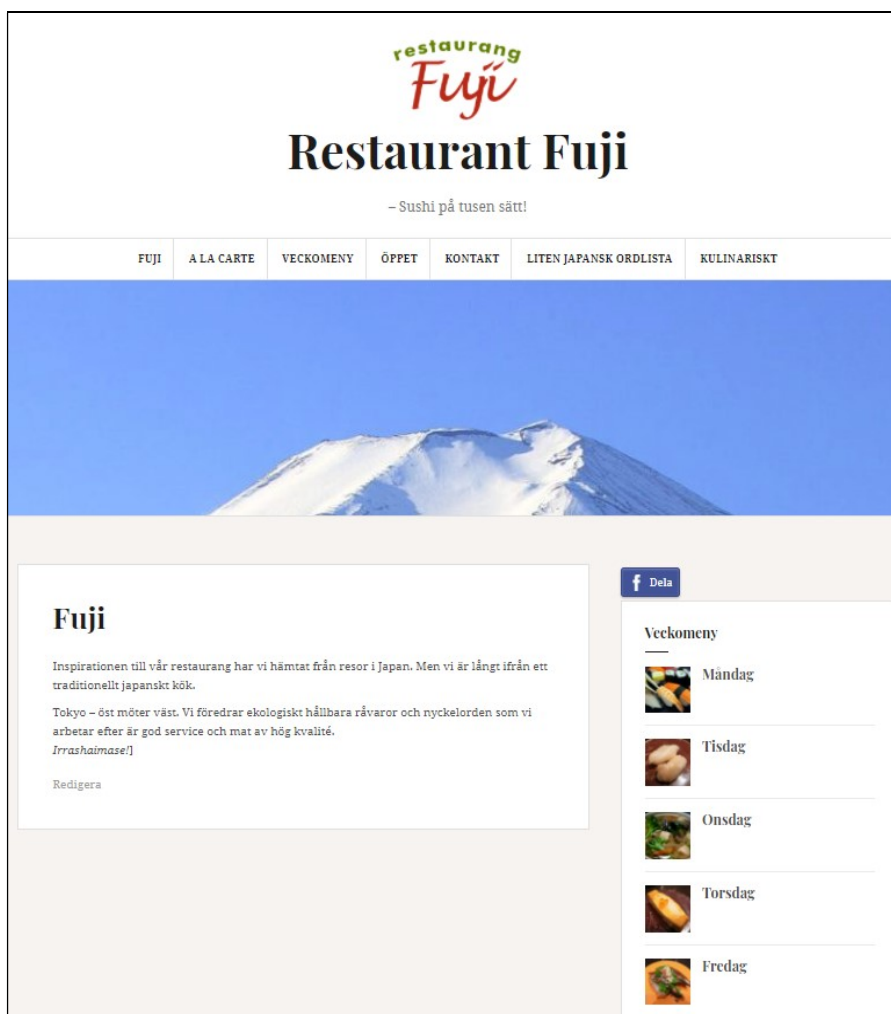 restaurang
Fuji
Restaurant Fuji
– Sushi på tusen sätt!
FUJI A LA CARTE VECKOMENY ÖPPET KONTAKT LITEN JAPANSK ORDLISTA KULINARISKT
Fuji
Inspirationen till vår restaurang har vi hämtat från resor i Japan. Men vi är långt ifrån ett
traditionellt japanskt kök.
Tokyo – öst möter väst. Vi föredrar ekologiskt hållbara råvaror och nyckelorden som vi
arbetar efter är god service och mat av hög kvalité.
Irrashaimase!]
Redigera
f Dela
Veckomeny
Måndag
Tisdag
Onsdag
Torsdag
Fredag